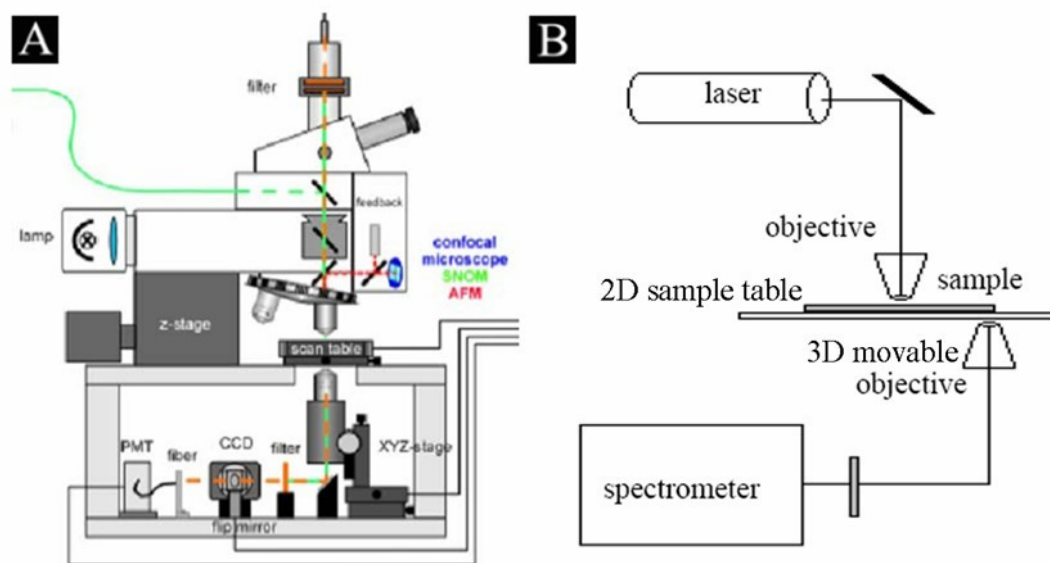 A
filter
feedback
lamp
confocal
microscope
SNOM
AFM
z-stage
scan table
PMT
fiber
CCD
filter
XYZ-stage
flip mirror
B
laser
objective
sample
2D sample table
3D movable
objective
spectrometer